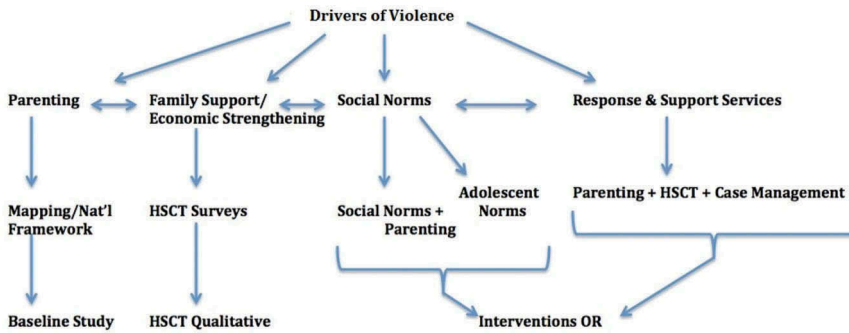 Drivers of Violence
Parenting
Family Support/
Economic Strengthening
Social Norms
Response & Support Services
Mapping/Nat'l
Framework
HSCT Surveys
Social Norms +
Parenting
Adolescent
Norms
Parenting + HSCT + Case Management
Baseline Study
HSCT Qualitative
Interventions OR